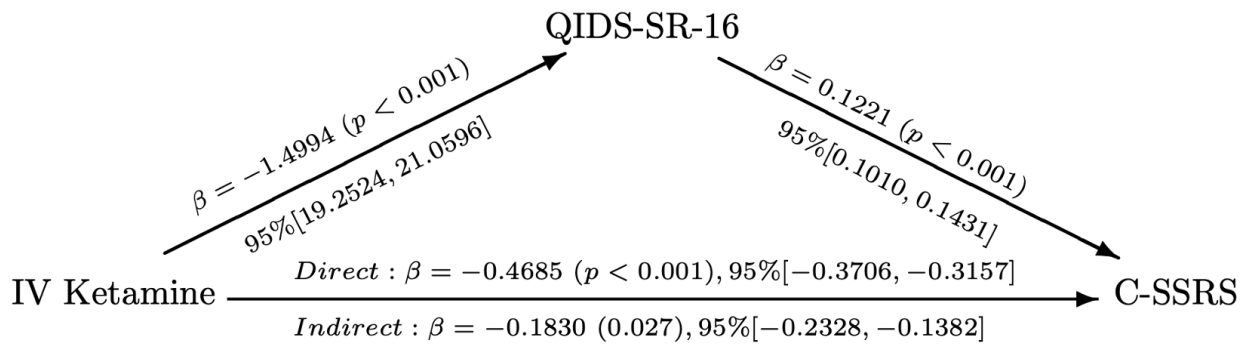 QIDS-SR-16
β = −1.4994 (p < 0.001)
95%[19.2524, 21.0596]
β = 0.1221 (p < 0.001)
95%[0.1010, 0.1431]
IV Ketamine
Direct : β = −0.4685 (p < 0.001), 95%[−0.3706, −0.3157]
Indirect : β = −0.1830 (0.027), 95%[−0.2328, −0.1382]
C-SSRS